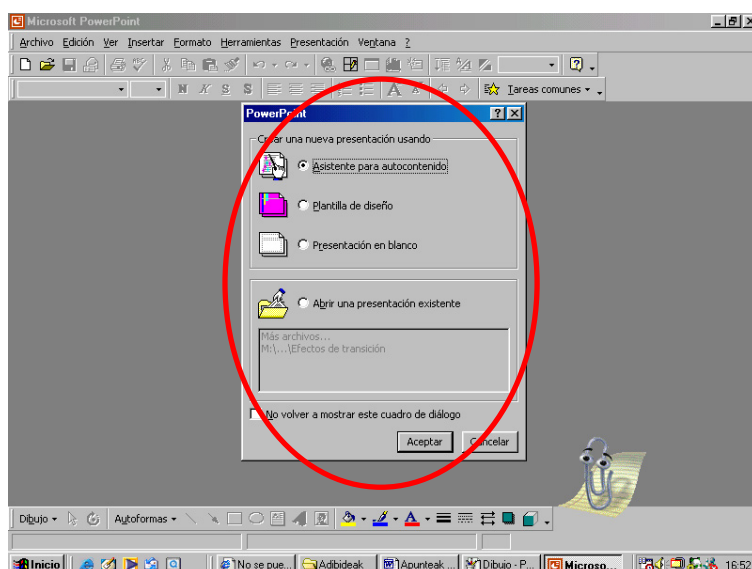 Microsoft PowerPoint
Archivo Edición Ver Insertar Formato Herramientas Presentación Ventana ?
N K S S Tareas comunes
PowerPoint
Crear una nueva presentación usando
Asistente para autocontenido
Plantilla de diseño
Presentación en blanco
Abrir una presentación existente
Más archivos...
M:\...\Efectos de transición
No volver a mostrar este cuadro de diálogo
Aceptar Cancelar
Dibujo Autoformas
Inicio No se pue... Adibideak Apunteak ... Dibujo - P... Microso... 16:52